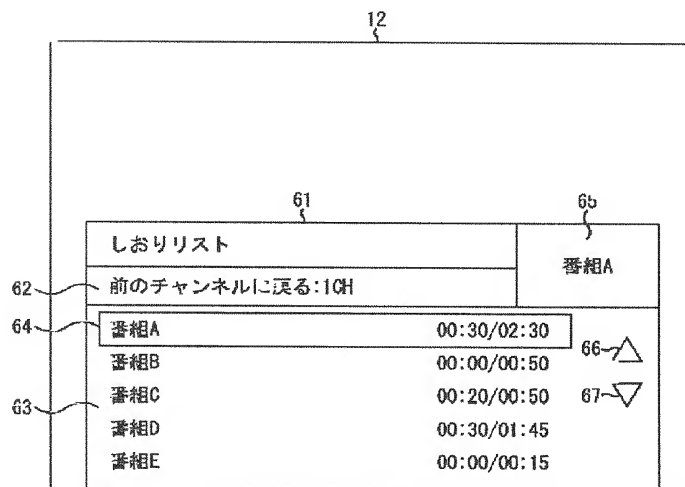 12
61
65
しおりリスト
番組A
62
前のチャンネルに戻る:1CH
64
番組A 00:30/02:30
66
番組B 00:00/00:50
63
番組C 00:20/00:50
67
番組D 00:30/01:45
番組E 00:00/00:15